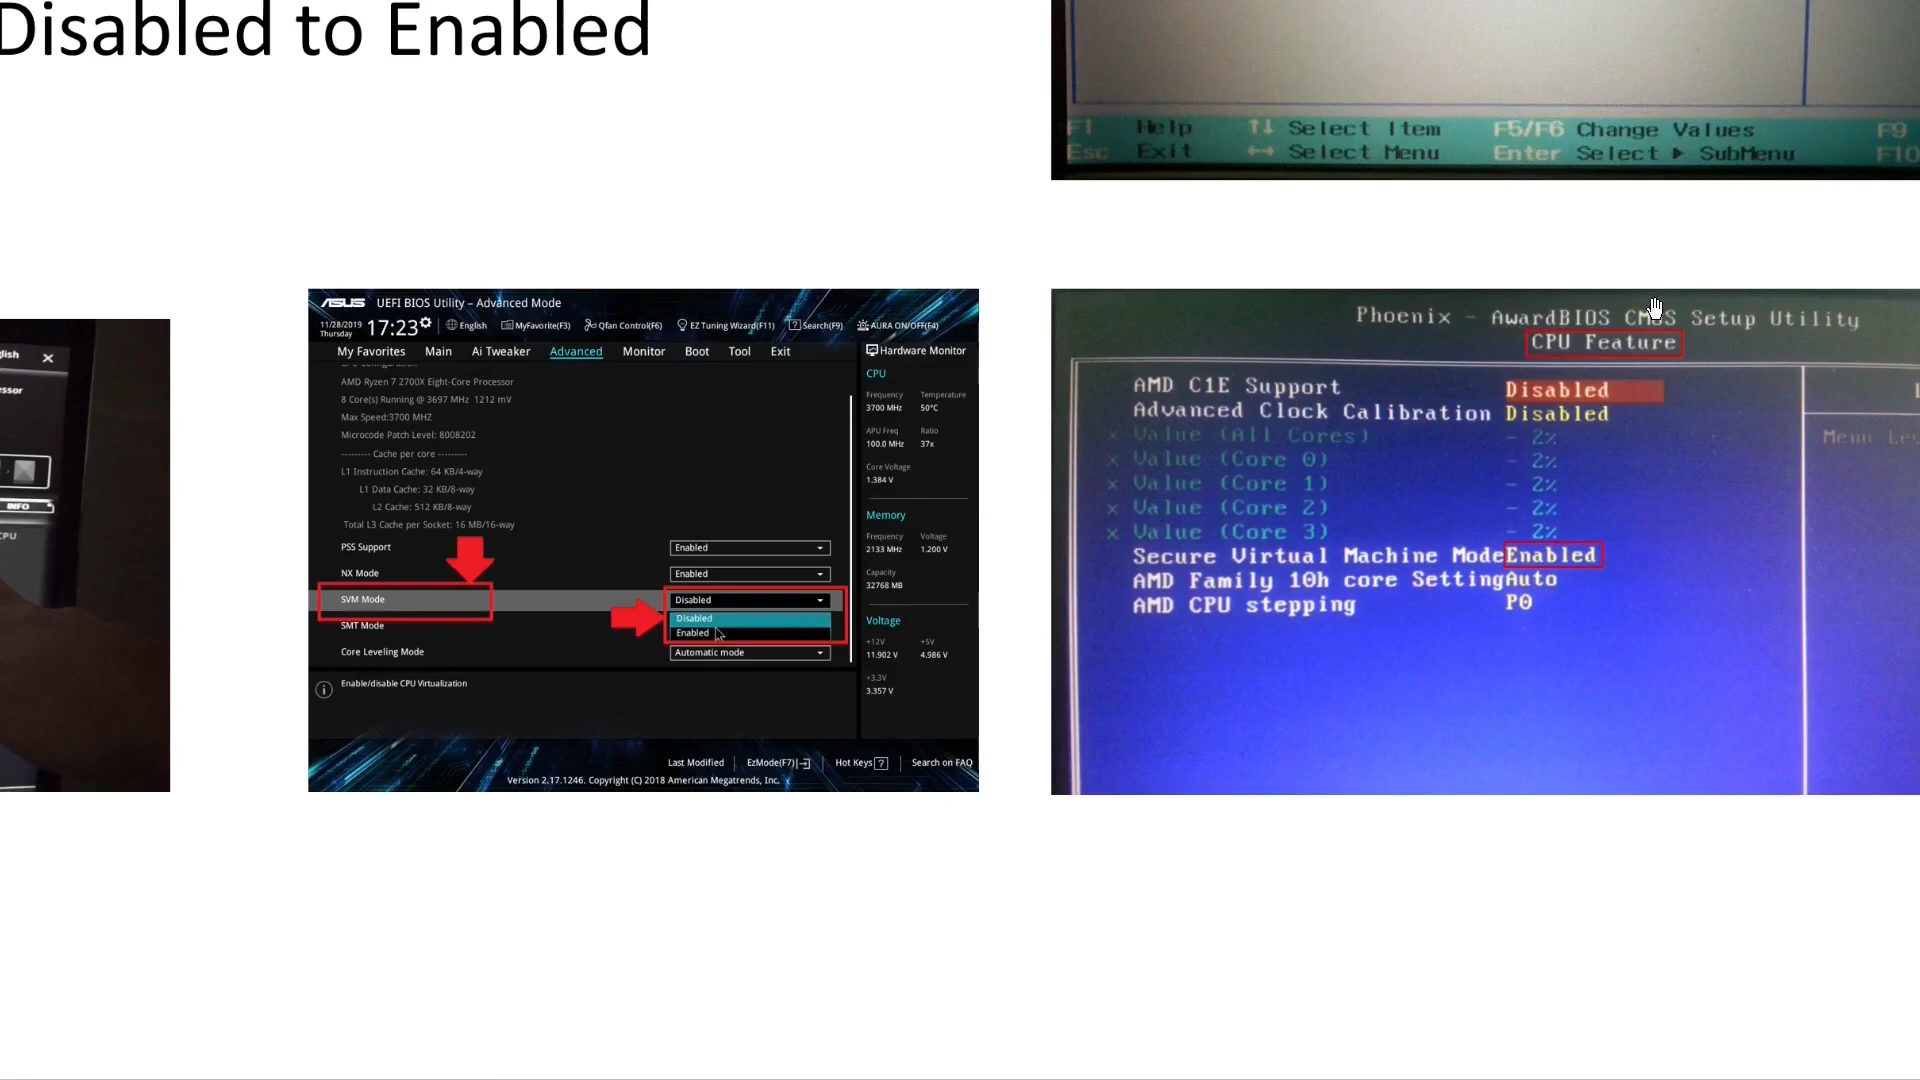 Disabled to Enabled
F1 Help ↑↓ Select Item F5/F6 Change Values F9
Esc Exit ↔ Select Menu Enter Select ▶ SubMenu F10
glish ✕
essor
INFO
CPU
ASUS UEFI BIOS Utility – Advanced Mode
11/28/2019 Thursday 17:23 English MyFavorite(F3) Qfan Control(F6) EZ Tuning Wizard(F11) Search(F9) AURA ON/OFF(F4)
My Favorites Main Ai Tweaker Advanced Monitor Boot Tool Exit
AMD Ryzen 7 2700X Eight-Core Processor
8 Core(s) Running @ 3697 MHz 1212 mV
Max Speed:3700 MHZ
Microcode Patch Level: 8008202
--------- Cache per core ---------
L1 Instruction Cache: 64 KB/4-way
L1 Data Cache: 32 KB/8-way
L2 Cache: 512 KB/8-way
Total L3 Cache per Socket: 16 MB/16-way
PSS Support Enabled
NX Mode Enabled
SVM Mode Disabled
Disabled
Enabled
SMT Mode
Core Leveling Mode Automatic mode
Enable/disable CPU Virtualization
Hardware Monitor
CPU
Frequency Temperature
3700 MHz 50°C
APU Freq Ratio
100.0 MHz 37x
Core Voltage
1.384 V
Memory
Frequency Voltage
2133 MHz 1.200 V
Capacity
32768 MB
Voltage
+12V +5V
11.902 V 4.986 V
+3.3V
3.357 V
Last Modified EzMode(F7) Hot Keys ? Search on FAQ
Version 2.17.1246. Copyright (C) 2018 American Megatrends, Inc.
Phoenix - AwardBIOS CMOS Setup Utility
CPU Feature
AMD C1E Support Disabled
Advanced Clock Calibration Disabled
x Value (All Cores) - 2%
x Value (Core 0) - 2%
x Value (Core 1) - 2%
x Value (Core 2) - 2%
x Value (Core 3) - 2%
Secure Virtual Machine Mode Enabled
AMD Family 10h core Setting Auto
AMD CPU stepping P0
Menu Lev